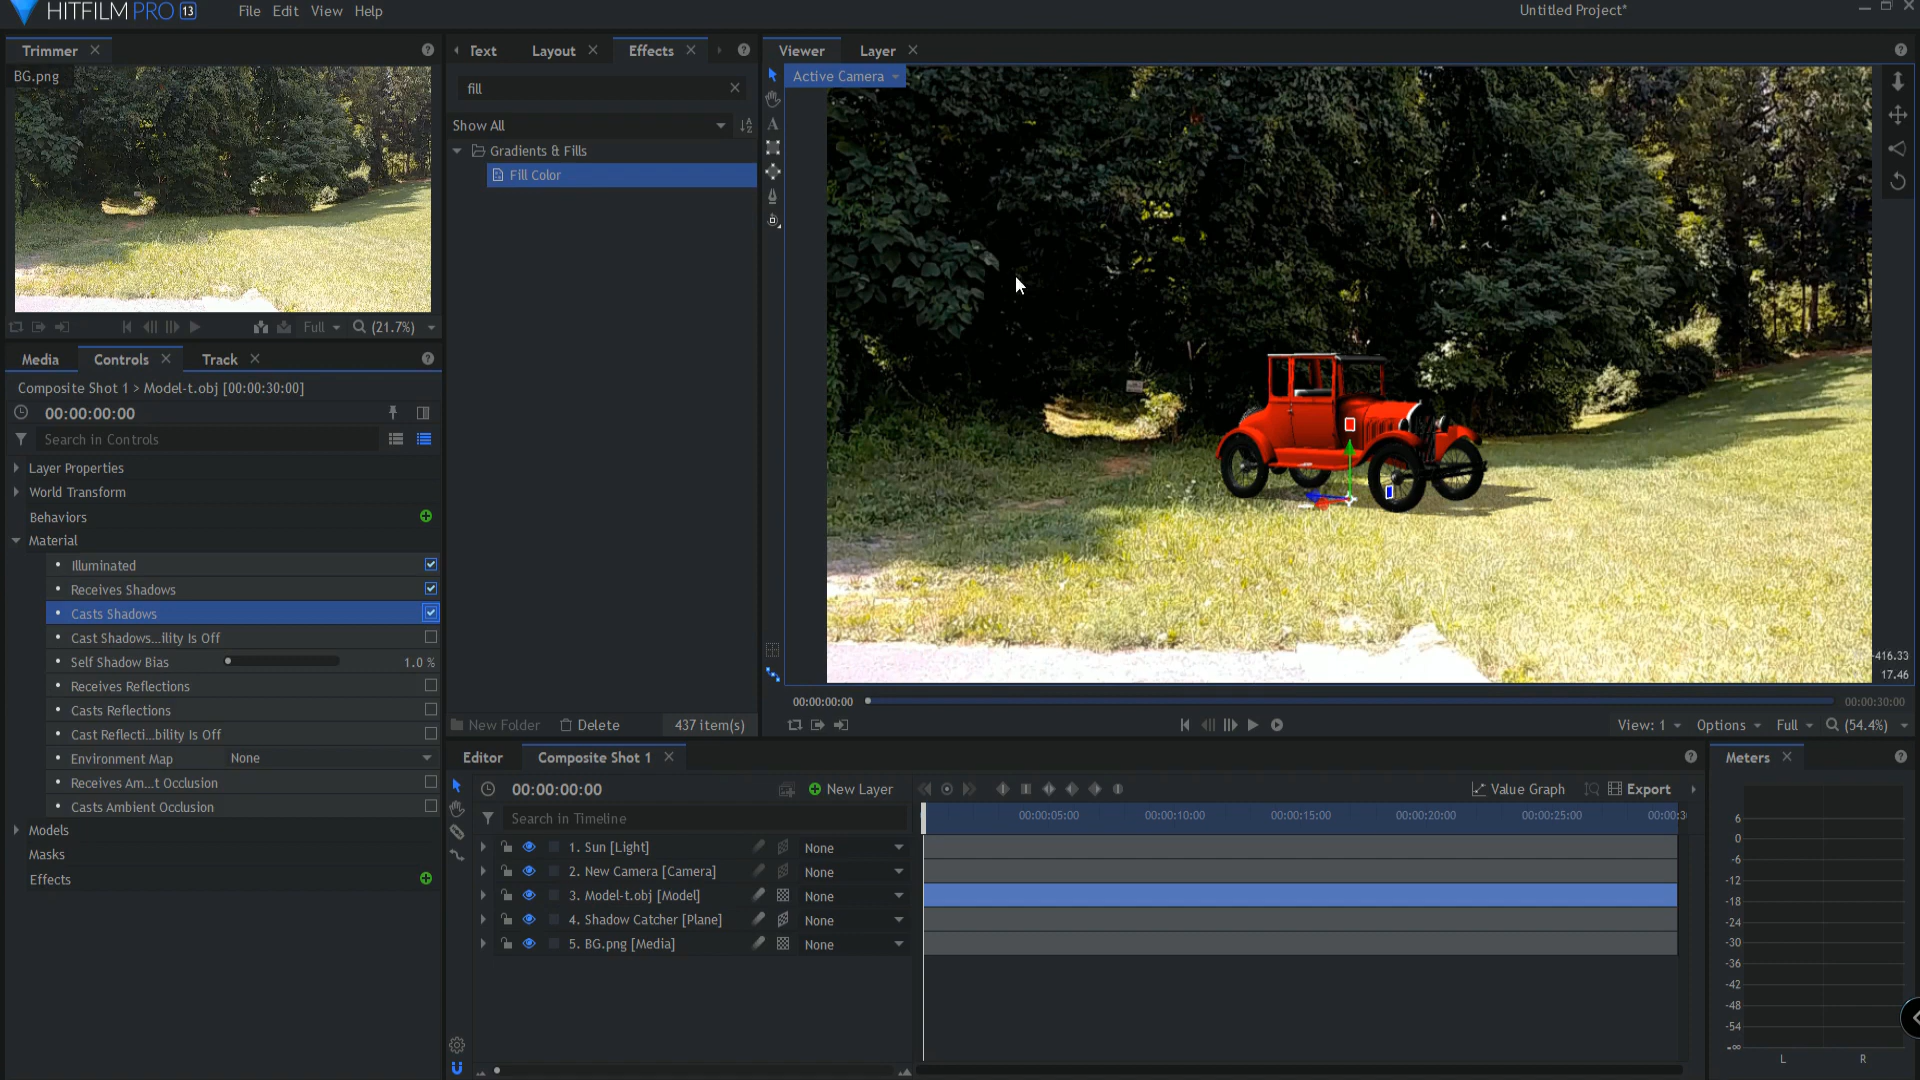 HITFILM PRO 13
File Edit View Help
Untitled Project*
Trimmer
BG.png
Full (21.7%)
Media Controls Track
Composite Shot 1 > Model-t.obj [00:00:30:00]
00:00:00:00
Search in Controls
Layer Properties
World Transform
Behaviors
Material
Illuminated
Receives Shadows
Casts Shadows
Cast Shadows...ility Is Off
Self Shadow Bias 1.0 %
Receives Reflections
Casts Reflections
Cast Reflecti...bility Is Off
Environment Map None
Receives Am...t Occlusion
Casts Ambient Occlusion
Models
Masks
Effects
Text Layout Effects
fill
Show All
Gradients & Fills
Fill Color
New Folder Delete 437 item(s)
Viewer Layer
Active Camera
-416.33
17.46
00:00:00:00 00:00:30:00
View: 1 Options Full (54.4%)
Editor Composite Shot 1
00:00:00:00 New Layer Value Graph Export
Search in Timeline
00:00:05:00 00:00:10:00 00:00:15:00 00:00:20:00 00:00:25:00 00:00:3
1. Sun [Light] None
2. New Camera [Camera] None
3. Model-t.obj [Model] None
4. Shadow Catcher [Plane] None
5. BG.png [Media] None
Meters
6
0
-6
-12
-18
-24
-30
-36
-42
-48
-54
-∞
L R